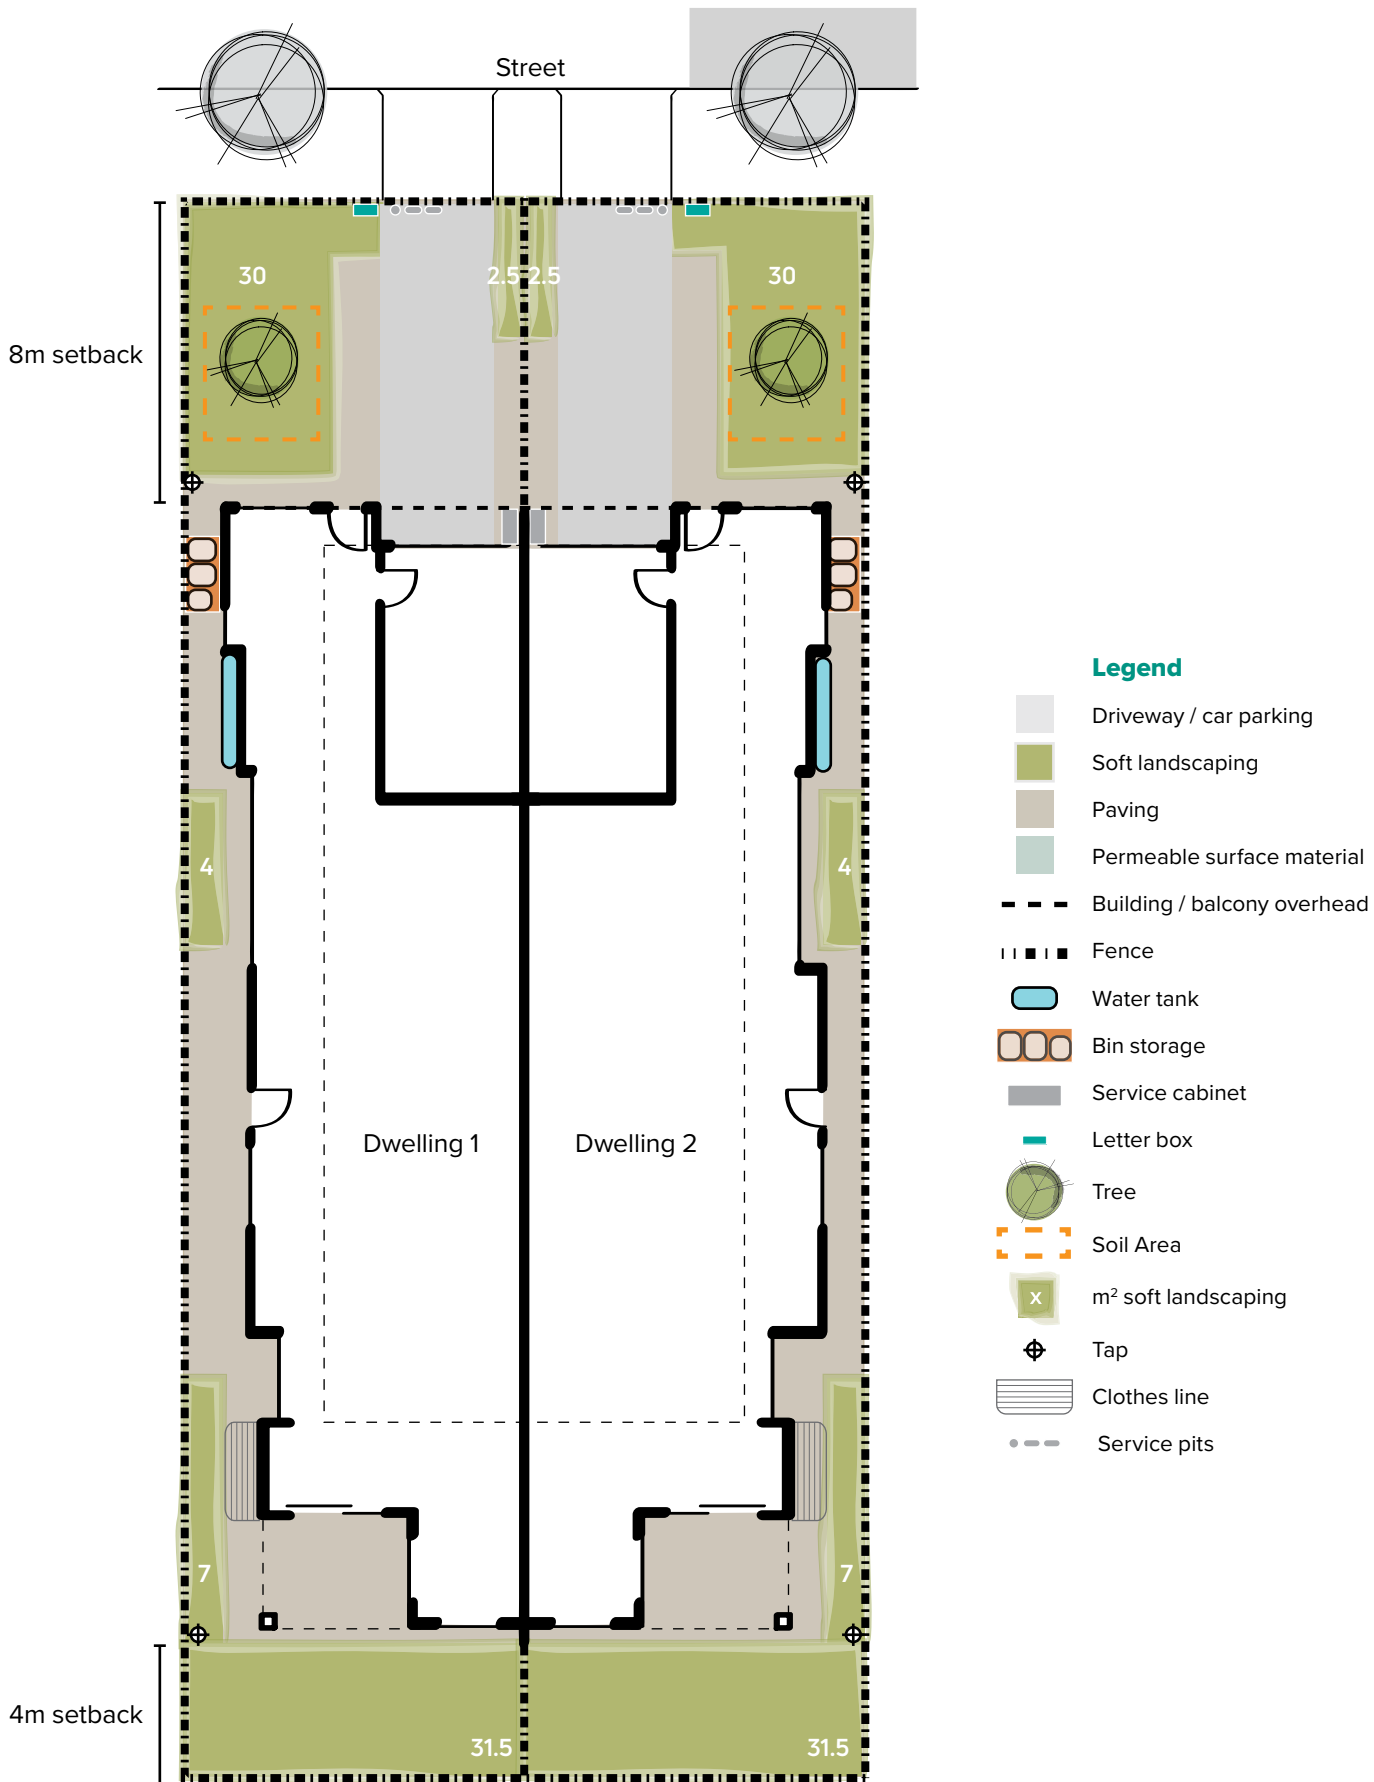 Street
30
2.5
2.5
30
8m setback
4
4
Dwelling 1
Dwelling 2
7
7
4m setback
31.5
31.5
Legend
Driveway / car parking
Soft landscaping
Paving
Permeable surface material
Building / balcony overhead
Fence
Water tank
Bin storage
Service cabinet
Letter box
Tree
Soil Area
X
m² soft landscaping
Tap
Clothes line
Service pits